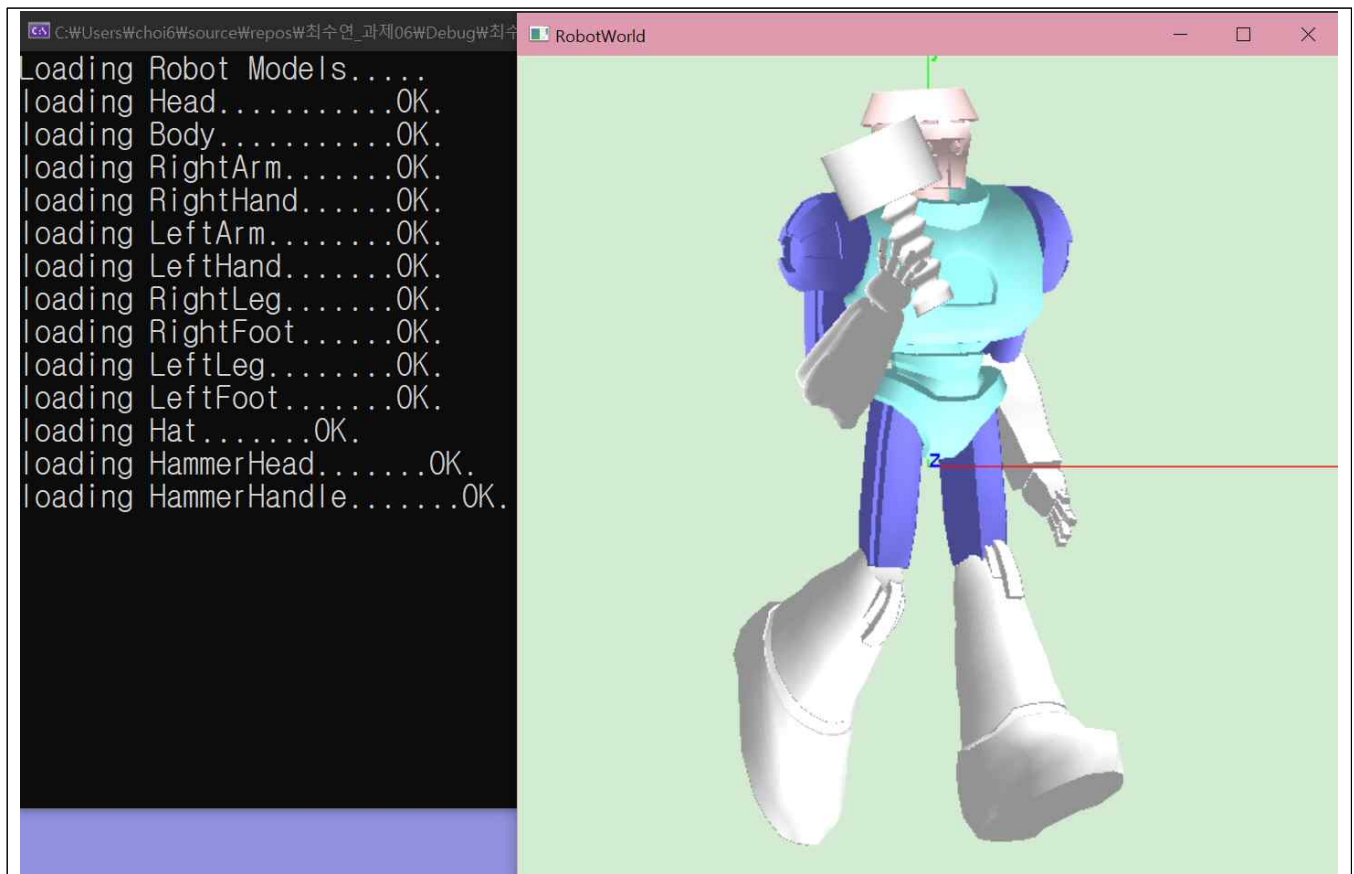 C:₩Users₩choi6₩source₩repos₩최수연_과제06₩Debug₩최수
Loading Robot Models.....
loading Head...........OK.
loading Body...........OK.
loading RightArm.......OK.
loading RightHand......OK.
loading LeftArm........OK.
loading LeftHand.......OK.
loading RightLeg.......OK.
loading RightFoot......OK.
loading LeftLeg........OK.
loading LeftFoot.......OK.
loading Hat.......OK.
loading HammerHead.......OK.
loading HammerHandle.......OK.
RobotWorld
Z